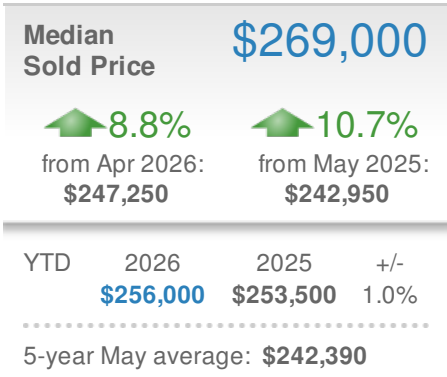 Median $269,000
Sold Price
8.8% 10.7%
from Apr 2026: from May 2025:
$247,250 $242,950
YTD 2026 2025 +/-
$256,000 $253,500 1.0%
5-year May average: $242,390